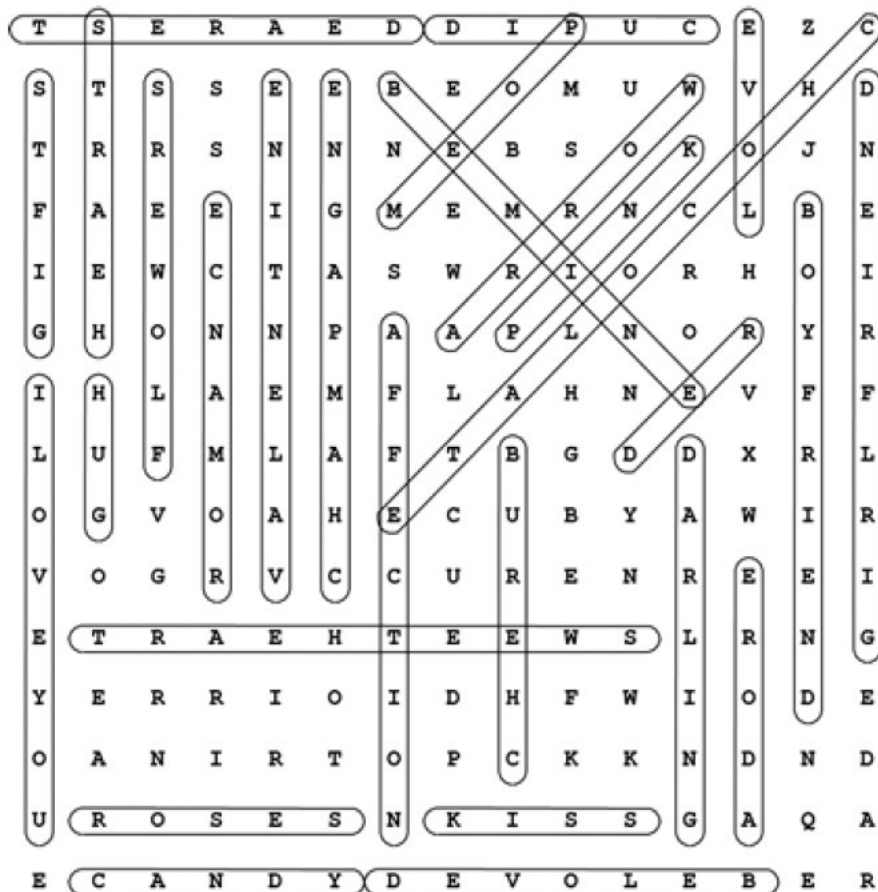 T S E R A E D D I P U C E Z C
S T S S E E B E O M U W V H D
T R R S N N N E B S O K O J N
F A E E I G M E M R N C L B E
I E W C T A S W R I O R H O I
G H O N N P A A P L N O R Y R
I H L A E M F L A H N E V F F
L U F M L A F T B G D D X R L
O G V O A H E C U B Y A W I R
V O G R V C C U R E N R E E I
E T R A E H T E E W S L R N G
Y E R R I O I D H F W I O D E
O A N I R T O P C K K N D N D
U R O S E S N K I S S G A Q A
E C A N D Y D E V O L E B E R